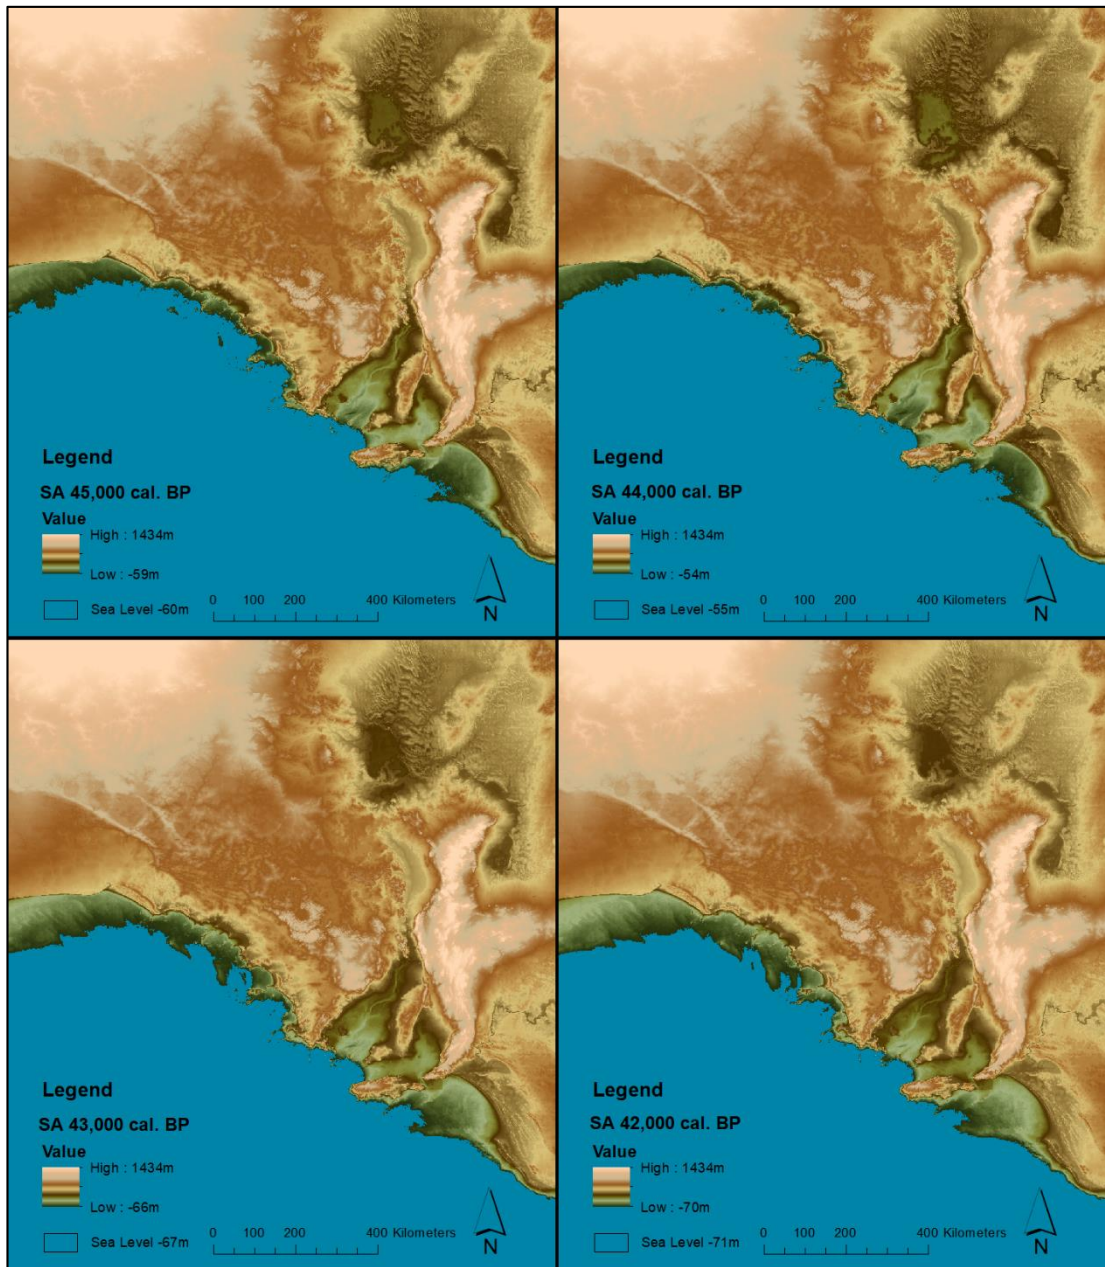 Legend
SA 45,000 cal. BP
Value
High : 1434m
Low : -59m
Sea Level -60m
0 100 200 400 Kilometers
N
Legend
SA 44,000 cal. BP
Value
High : 1434m
Low : -54m
Sea Level -55m
0 100 200 400 Kilometers
N
Legend
SA 43,000 cal. BP
Value
High : 1434m
Low : -66m
Sea Level -67m
0 100 200 400 Kilometers
N
Legend
SA 42,000 cal. BP
Value
High : 1434m
Low : -70m
Sea Level -71m
0 100 200 400 Kilometers
N